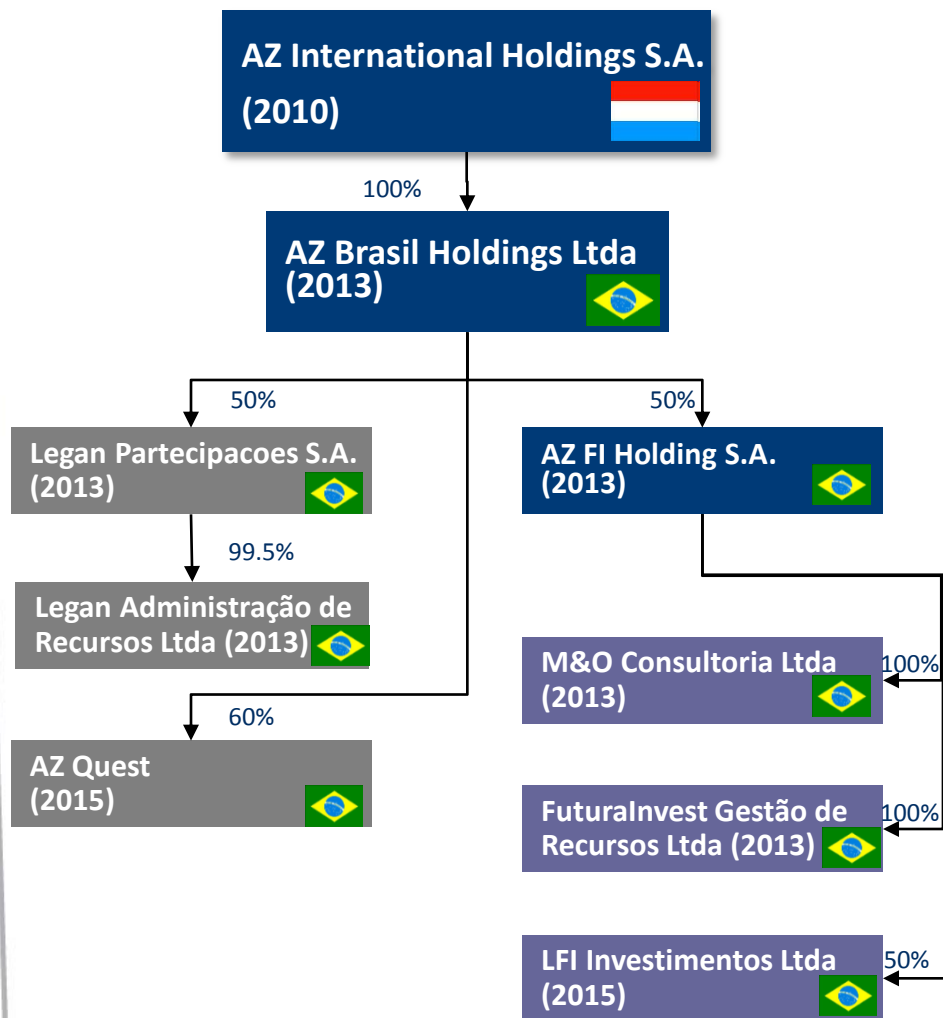 AZ International Holdings S.A.
(2010)
100%
AZ Brasil Holdings Ltda
(2013)
50%
50%
Legan Partecipacoes S.A.
(2013)
AZ FI Holding S.A.
(2013)
99.5%
Legan Administração de
Recursos Ltda (2013)
M&O Consultoria Ltda
(2013)
100%
60%
AZ Quest
(2015)
FuturaInvest Gestão de
Recursos Ltda (2013)
100%
LFI Investimentos Ltda
(2015)
50%